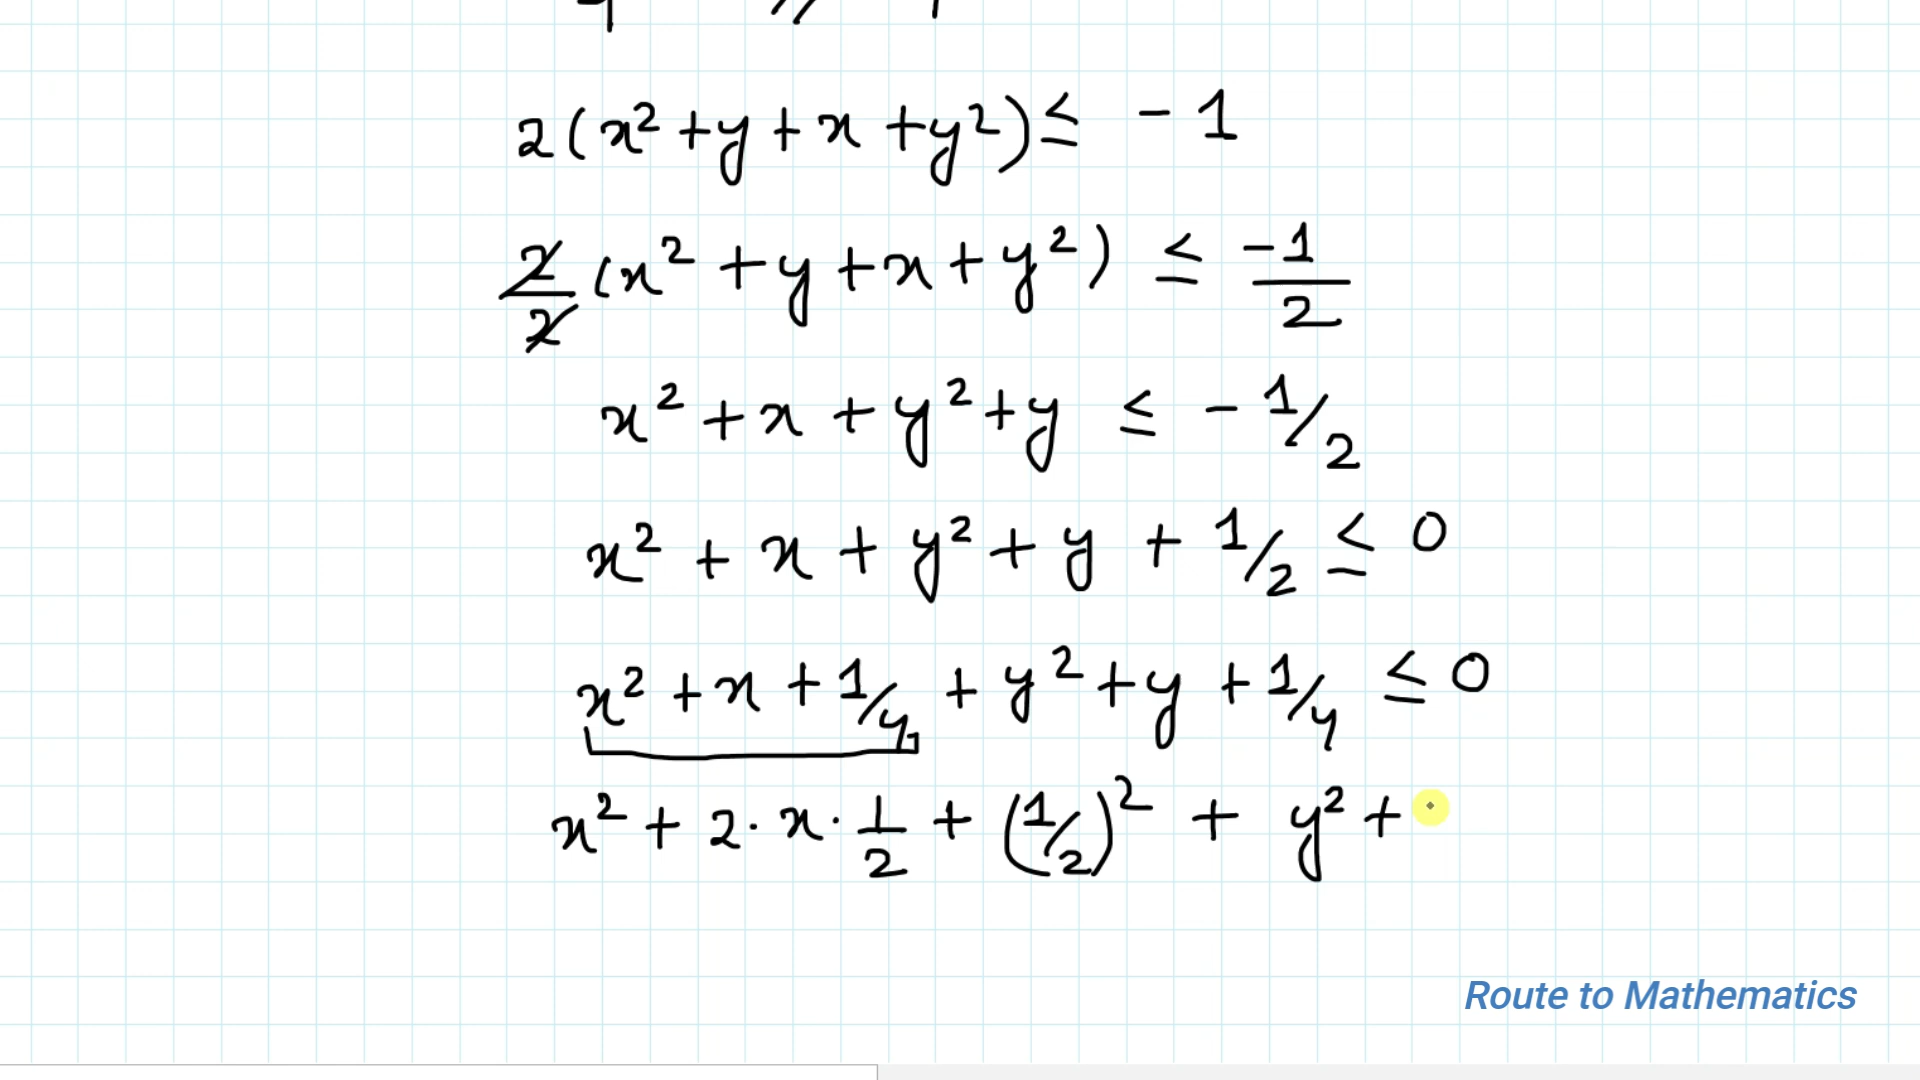 2(x²+y+x+y²) ≤ -1
2/2 (x²+y+x+y²) ≤ -1/2
x²+x+y²+y ≤ -1/2
x²+x+y²+y+1/2 ≤ 0
x²+x+1/4+y²+y+1/4 ≤ 0
x²+2·x·1/2+(1/2)²+y²+
Route to Mathematics